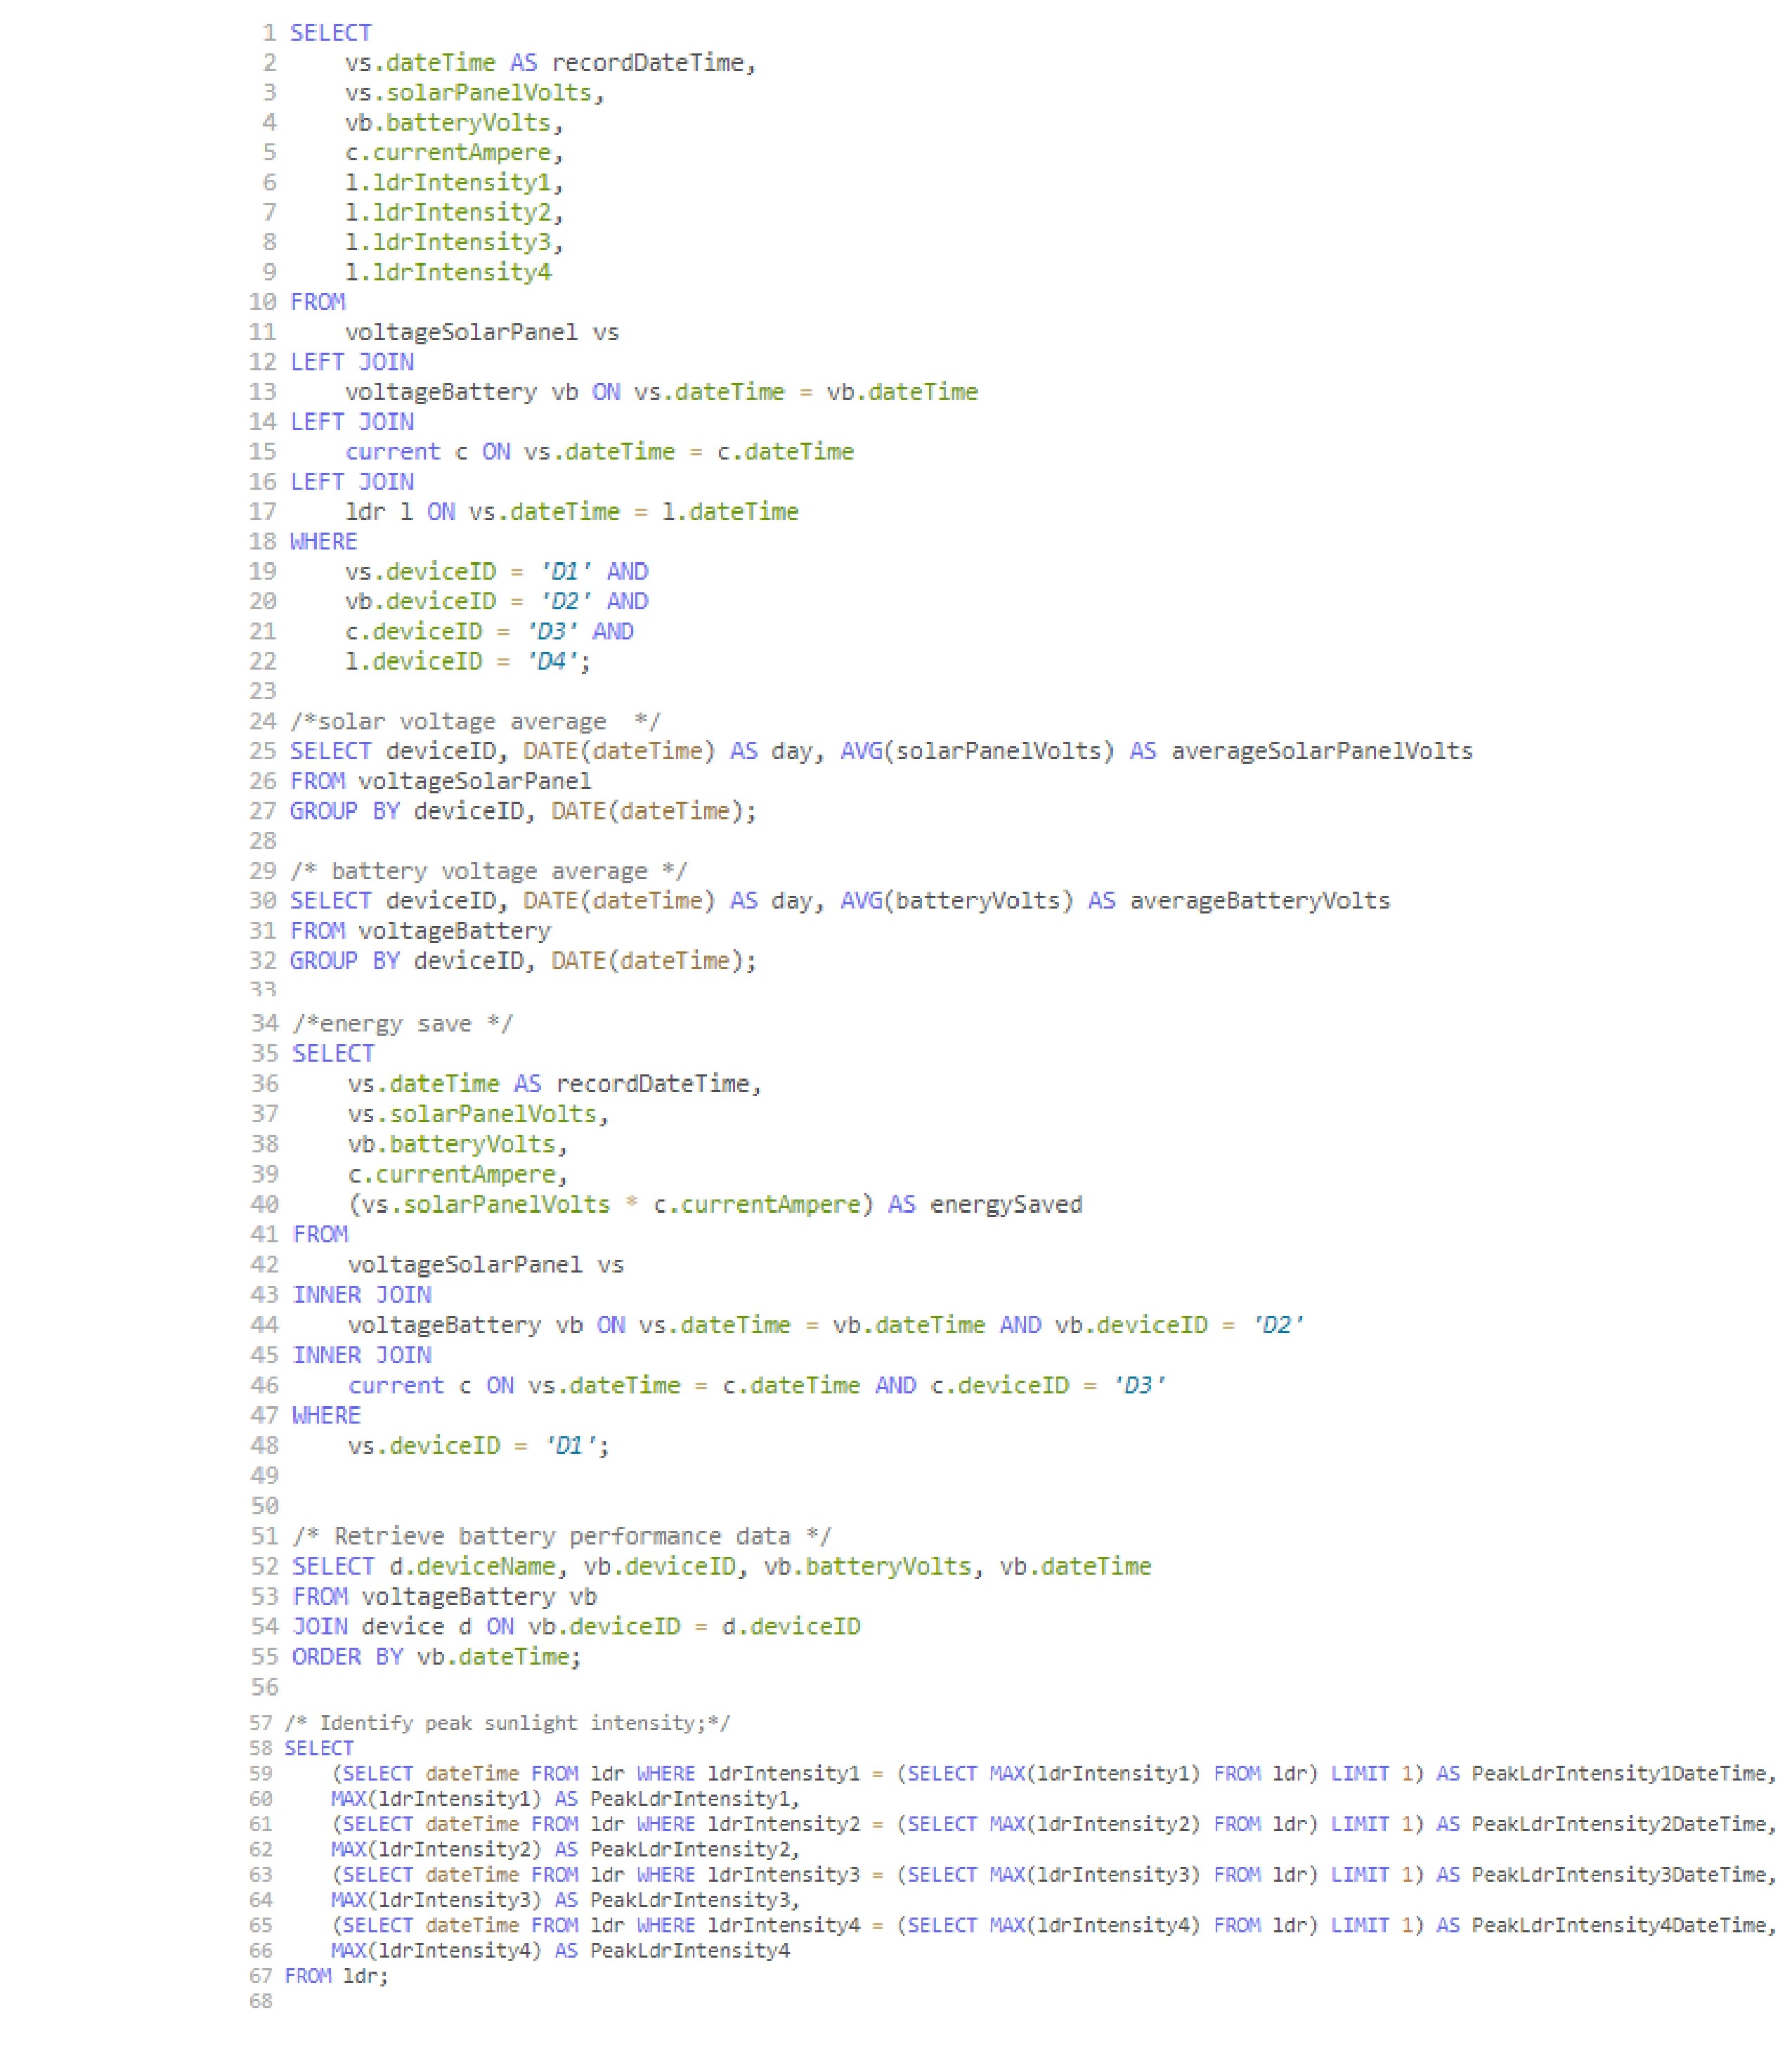 1 SELECT
2     vs.dateTime AS recordDateTime,
3     vs.solarPanelVolts,
4     vb.batteryVolts,
5     c.currentAmpere,
6     l.ldrIntensity1,
7     l.ldrIntensity2,
8     l.ldrIntensity3,
9     l.ldrIntensity4
10 FROM
11     voltageSolarPanel vs
12 LEFT JOIN
13     voltageBattery vb ON vs.dateTime = vb.dateTime
14 LEFT JOIN
15     current c ON vs.dateTime = c.dateTime
16 LEFT JOIN
17     ldr l ON vs.dateTime = l.dateTime
18 WHERE
19     vs.deviceID = 'D1' AND
20     vb.deviceID = 'D2' AND
21     c.deviceID = 'D3' AND
22     l.deviceID = 'D4';
23
24 /*solar voltage average  */
25 SELECT deviceID, DATE(dateTime) AS day, AVG(solarPanelVolts) AS averageSolarPanelVolts
26 FROM voltageSolarPanel
27 GROUP BY deviceID, DATE(dateTime);
28
29 /* battery voltage average */
30 SELECT deviceID, DATE(dateTime) AS day, AVG(batteryVolts) AS averageBatteryVolts
31 FROM voltageBattery
32 GROUP BY deviceID, DATE(dateTime);
33
34 /*energy save */
35 SELECT
36     vs.dateTime AS recordDateTime,
37     vs.solarPanelVolts,
38     vb.batteryVolts,
39     c.currentAmpere,
40     (vs.solarPanelVolts * c.currentAmpere) AS energySaved
41 FROM
42     voltageSolarPanel vs
43 INNER JOIN
44     voltageBattery vb ON vs.dateTime = vb.dateTime AND vb.deviceID = 'D2'
45 INNER JOIN
46     current c ON vs.dateTime = c.dateTime AND c.deviceID = 'D3'
47 WHERE
48     vs.deviceID = 'D1';
49
50
51 /* Retrieve battery performance data */
52 SELECT d.deviceName, vb.deviceID, vb.batteryVolts, vb.dateTime
53 FROM voltageBattery vb
54 JOIN device d ON vb.deviceID = d.deviceID
55 ORDER BY vb.dateTime;
56
57 /* Identify peak sunlight intensity;*/
58 SELECT
59     (SELECT dateTime FROM ldr WHERE ldrIntensity1 = (SELECT MAX(ldrIntensity1) FROM ldr) LIMIT 1) AS PeakLdrIntensity1DateTime,
60     MAX(ldrIntensity1) AS PeakLdrIntensity1,
61     (SELECT dateTime FROM ldr WHERE ldrIntensity2 = (SELECT MAX(ldrIntensity2) FROM ldr) LIMIT 1) AS PeakLdrIntensity2DateTime,
62     MAX(ldrIntensity2) AS PeakLdrIntensity2,
63     (SELECT dateTime FROM ldr WHERE ldrIntensity3 = (SELECT MAX(ldrIntensity3) FROM ldr) LIMIT 1) AS PeakLdrIntensity3DateTime,
64     MAX(ldrIntensity3) AS PeakLdrIntensity3,
65     (SELECT dateTime FROM ldr WHERE ldrIntensity4 = (SELECT MAX(ldrIntensity4) FROM ldr) LIMIT 1) AS PeakLdrIntensity4DateTime,
66     MAX(ldrIntensity4) AS PeakLdrIntensity4
67 FROM ldr;
68